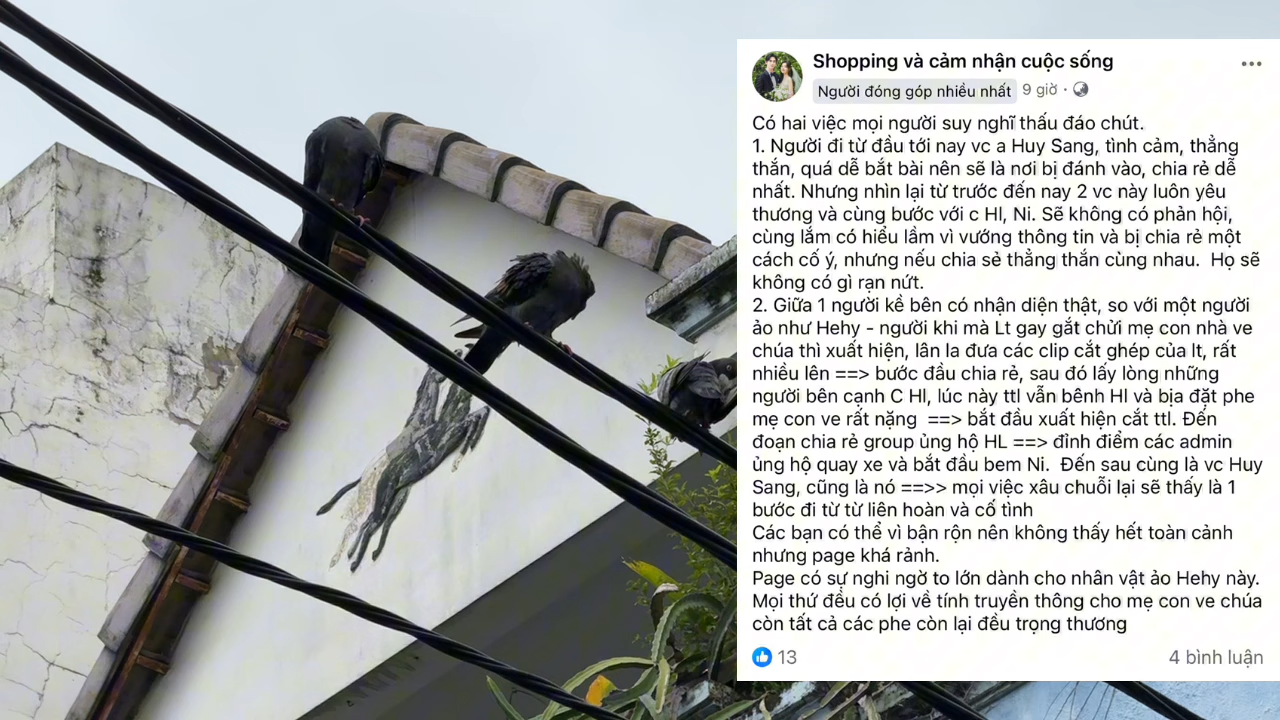 Shopping và cảm nhận cuộc sống
Người đóng góp nhiều nhất 9 giờ ·
Có hai việc mọi người suy nghĩ thấu đáo chút.
1. Người đi từ đầu tới nay vc a Huy Sang, tình cảm, thẳng
thắn, quá dễ bắt bài nên sẽ là nơi bị đánh vào, chia rẽ dễ
nhất. Nhưng nhìn lại từ trước đến nay 2 vc này luôn yêu
thương và cùng bước với c Hl, Ni. Sẽ không có phản hồi,
cùng lắm có hiểu lầm vì vướng thông tin và bị chia rẽ một
cách cố ý, nhưng nếu chia sẻ thẳng thắn cùng nhau. Họ sẽ
không có gì rạn nứt.
2. Giữa 1 người kề bên có nhận diện thật, so với một người
ảo như Hehy - người khi mà Lt gay gắt chửi mẹ con nhà ve
chúa thì xuất hiện, lân la đưa các clip cắt ghép của lt, rất
nhiều lên ==> bước đầu chia rẽ, sau đó lấy lòng những
người bên cạnh C Hl, lúc này ttl vẫn bênh Hl và bịa đặt phe
mẹ con ve rất nặng ==> bắt đầu xuất hiện cắt ttl. Đến
đoạn chia rẽ group ủng hộ HL ==> đỉnh điểm các admin
ủng hộ quay xe và bắt đầu bem Ni. Đến sau cùng là vc Huy
Sang, cũng là nó ==>> mọi việc xâu chuỗi lại sẽ thấy là 1
bước đi từ từ liên hoàn và cố tình
Các bạn có thể vì bận rộn nên không thấy hết toàn cảnh
nhưng page khá rảnh.
Page có sự nghi ngờ to lớn dành cho nhân vật ảo Hehy này.
Mọi thứ đều có lợi về tính truyền thông cho mẹ con ve chúa
còn tất cả các phe còn lại đều trọng thương
13
4 bình luận